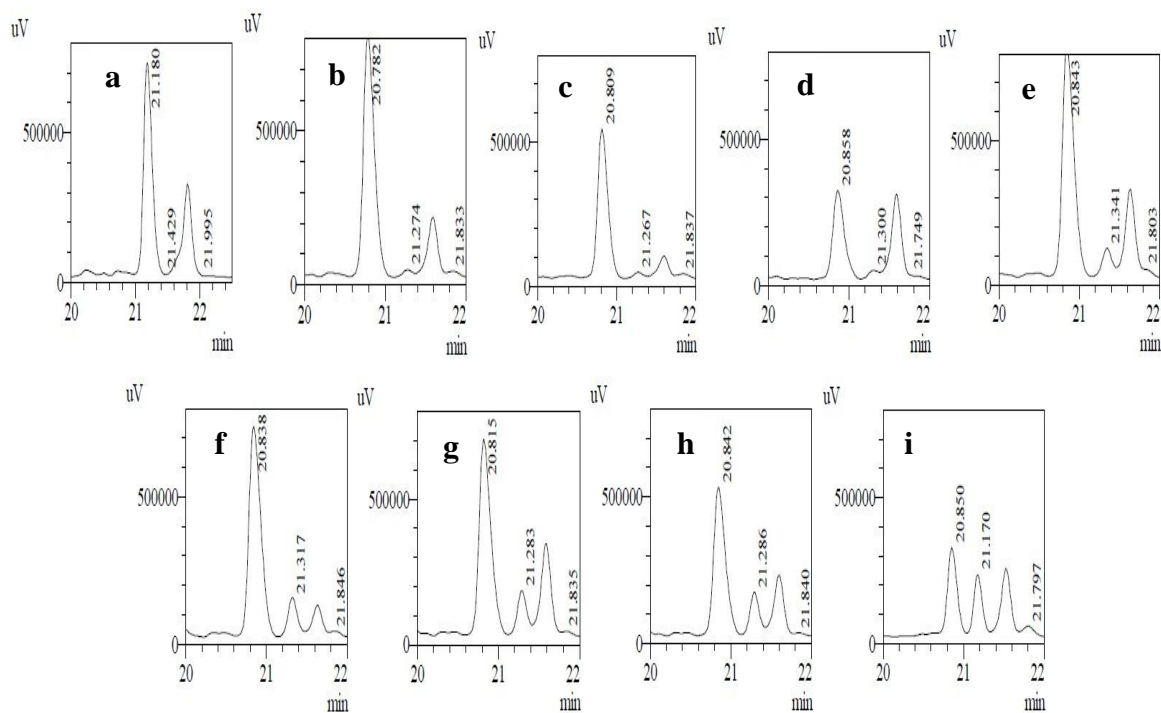 uV
a
21.180
21.429
21.995
500000
0
20
21
22
min
uV
b
20.782
21.274
21.833
500000
0
20
21
22
min
uV
c
20.809
21.267
21.837
500000
0
20
21
22
min
uV
d
20.858
21.300
21.749
500000
0
20
21
22
min
uV
e
20.843
21.341
21.803
500000
0
20
21
22
min
uV
f
20.838
21.317
21.846
500000
0
20
21
22
min
uV
g
20.815
21.283
21.835
500000
0
20
21
22
min
uV
h
20.842
21.286
21.840
500000
0
20
21
22
min
uV
i
20.850
21.170
21.797
500000
0
20
21
22
min